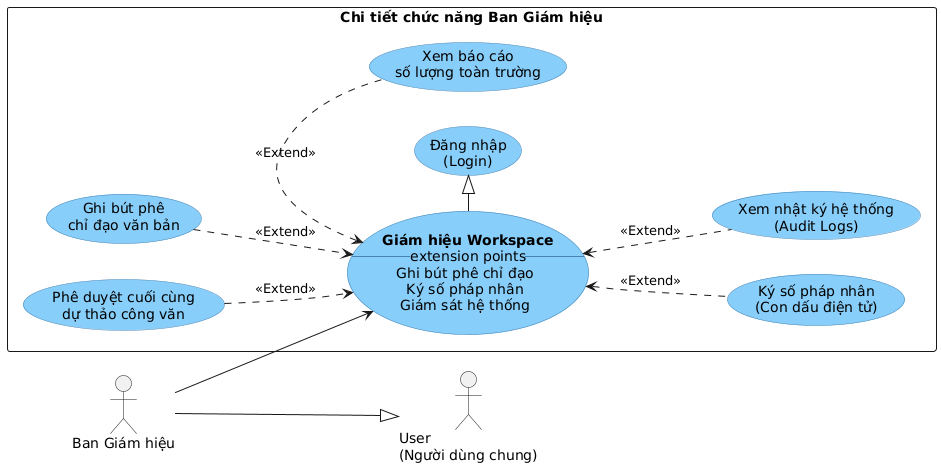 Chi tiết chức năng Ban Giám hiệu
Xem báo cáo
số lượng toàn trường
«Extend»
Đăng nhập
(Login)
Ghi bút phê
chỉ đạo văn bản
«Extend»
Phê duyệt cuối cùng
dự thảo công văn
«Extend»
Giám hiệu Workspace
extension points
Ghi bút phê chỉ đạo
Ký số pháp nhân
Giám sát hệ thống
«Extend»
Xem nhật ký hệ thống
(Audit Logs)
«Extend»
Ký số pháp nhân
(Con dấu điện tử)
Ban Giám hiệu
User
(Người dùng chung)